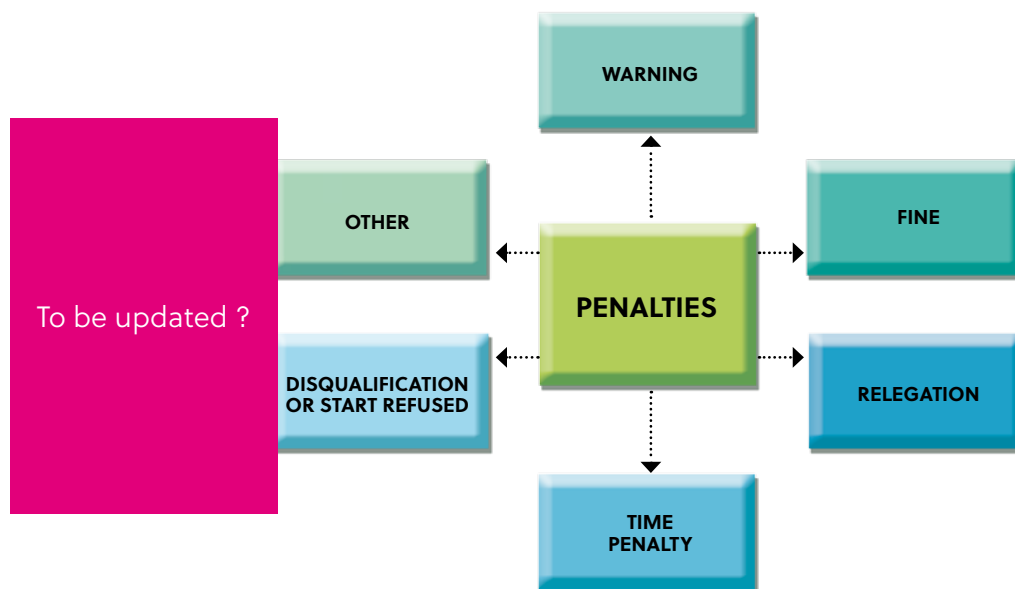 WARNING
OTHER
FINE
PENALTIES
To be updated ?
DISQUALIFICATION
OR START REFUSED
RELEGATION
TIME
PENALTY